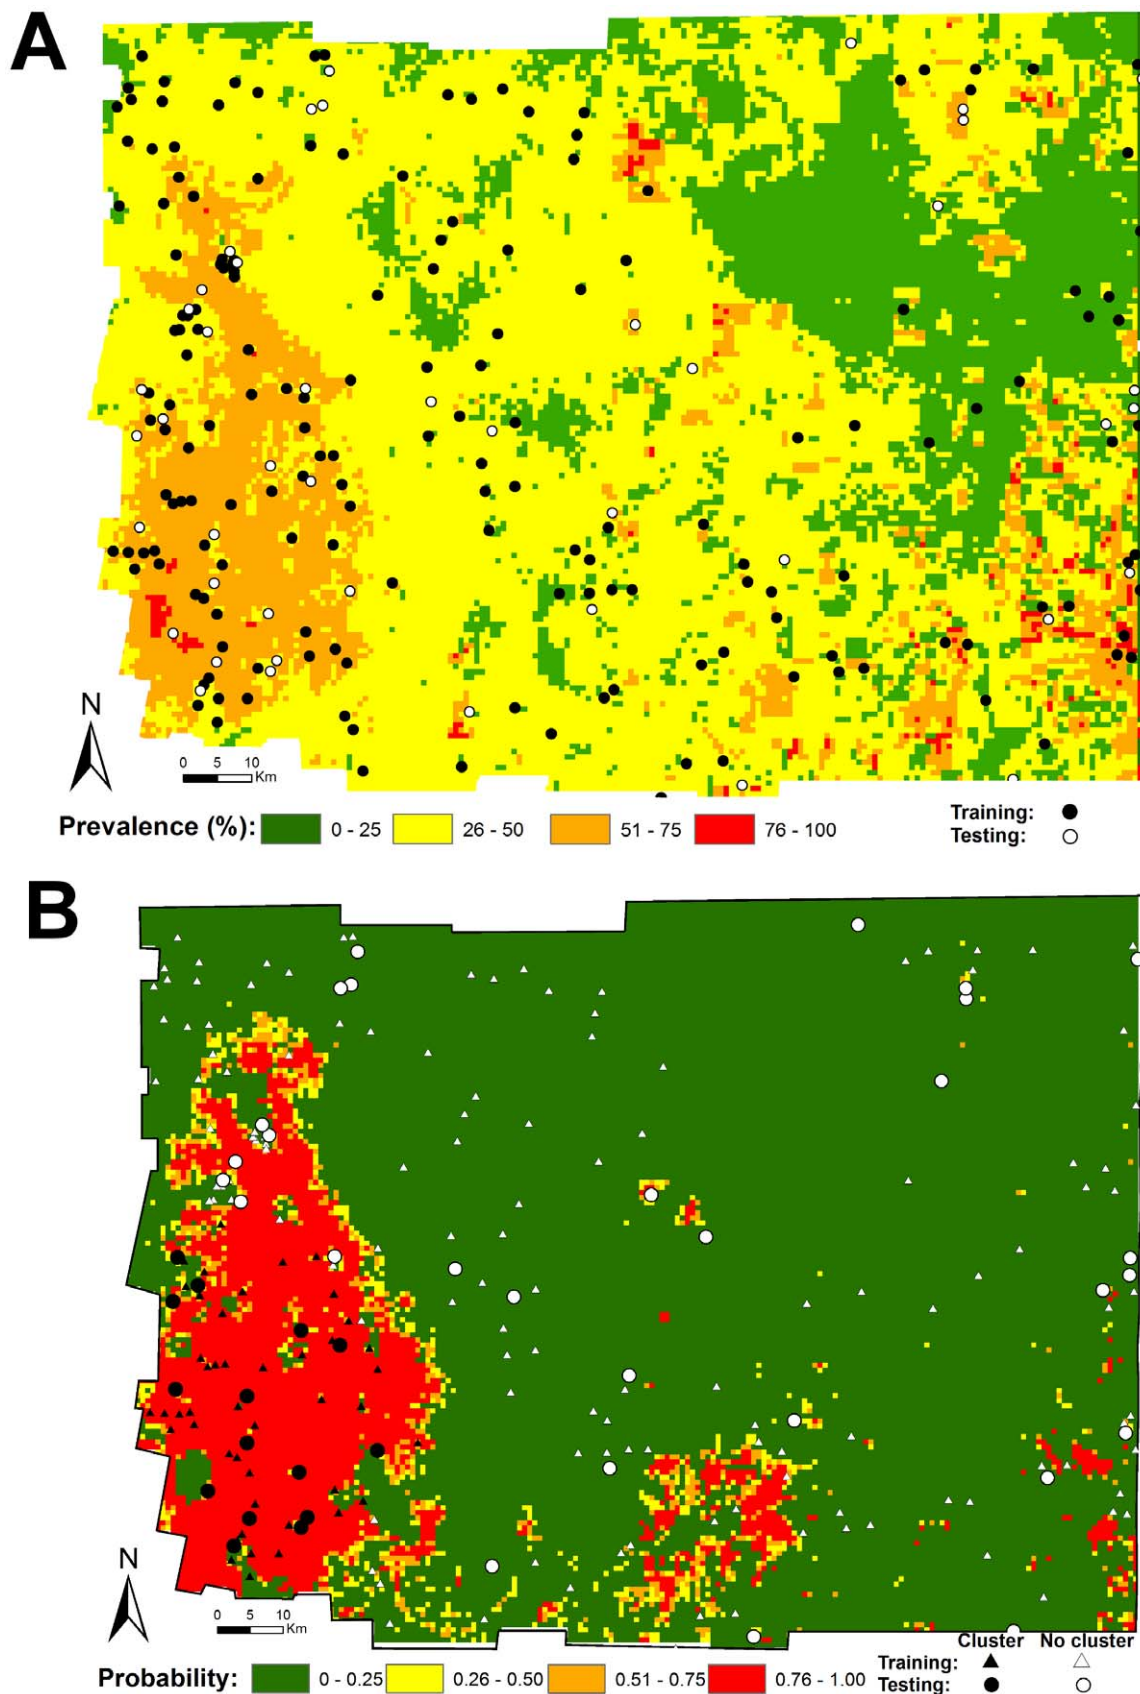 A
N
0 5 10
Km
Prevalence (%): 0 - 25 26 - 50 51 - 75 76 - 100
Training:
Testing:
B
N
0 5 10
Km
Cluster No cluster
Training:
Testing:
Probability: 0 - 0.25 0.26 - 0.50 0.51 - 0.75 0.76 - 1.00